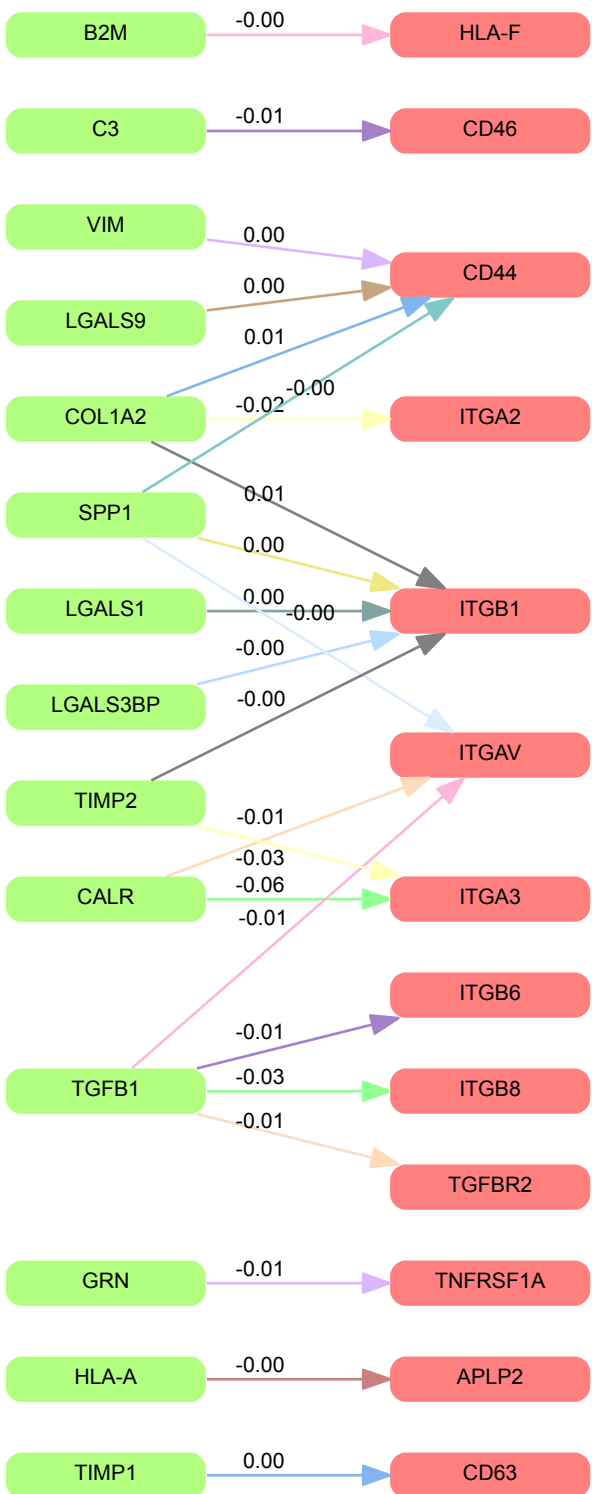 B2M -0.00 HLA-F
C3 -0.01 CD46
VIM 0.00
CD44
LGALS9 0.00
0.01
COL1A2 -0.02 -0.00 ITGA2
SPP1 0.01
0.00
LGALS1 0.00 -0.00 ITGB1
LGALS3BP -0.00
-0.00
ITGAV
TIMP2 -0.01
-0.03
CALR -0.06 ITGA3
-0.01
ITGB6
-0.01
TGFB1 -0.03 ITGB8
-0.01
TGFBR2
GRN -0.01 TNFRSF1A
HLA-A -0.00 APLP2
TIMP1 0.00 CD63